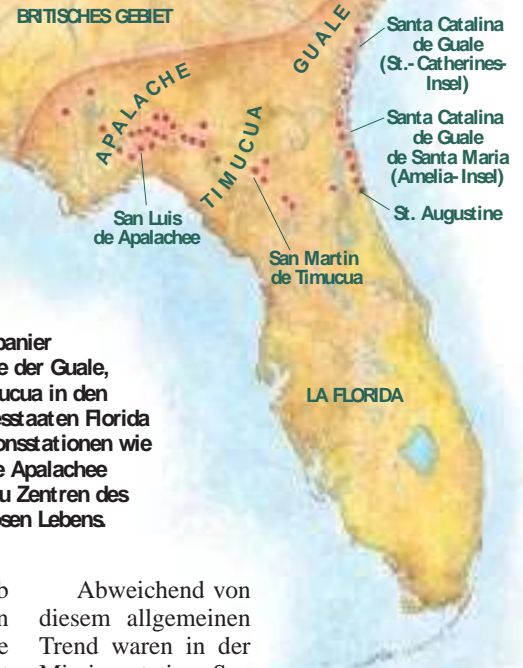 BRITISCHES GEBIET
APALACHE
TIMUCUA
GUALE
Santa Catalina
de Guale
(St.-Catherines-
Insel)
Santa Catalina
de Guale
de Santa Maria
(Amelia-Insel)
St. Augustine
San Luis
de Apalachee
San Martin
de Timucua
LA FLORIDA
panier
e der Guale,
ucua in den
esstaaten Florida
onsstationen wie
e Apalachee
u Zentren des
osen Lebens.
b
n
e
Abweichend von
diesem allgemeinen
Trend waren in der